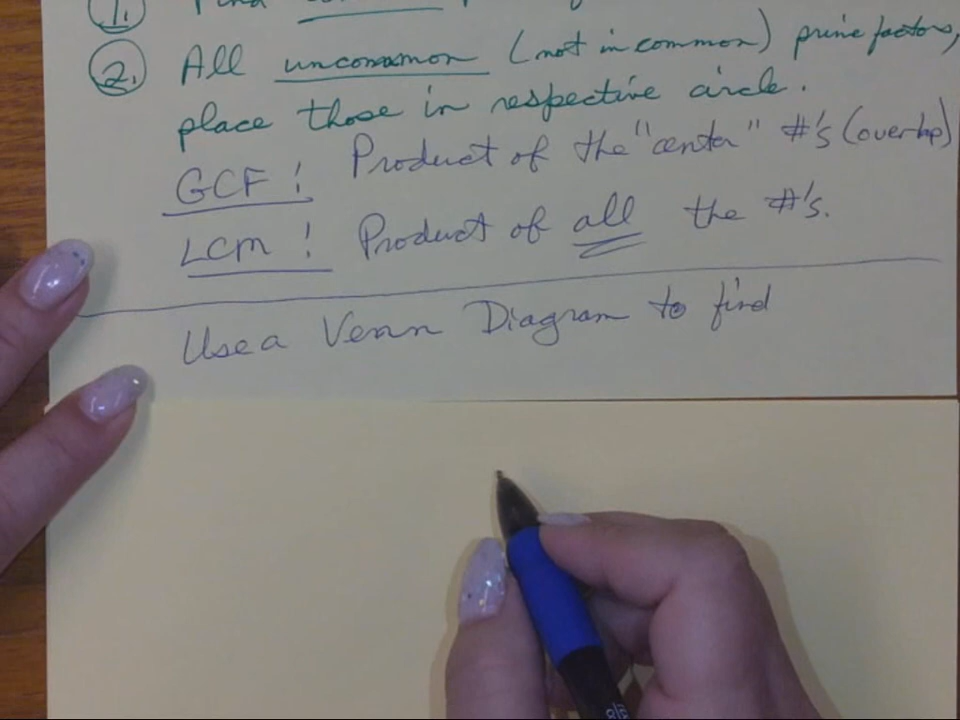 1.
2. All uncommon (not in common) prime factors,
place those in respective circle.
GCF! Product of the "center" #'s (overlap)
LCM! Product of all the #'s.
Use a Venn Diagram to find